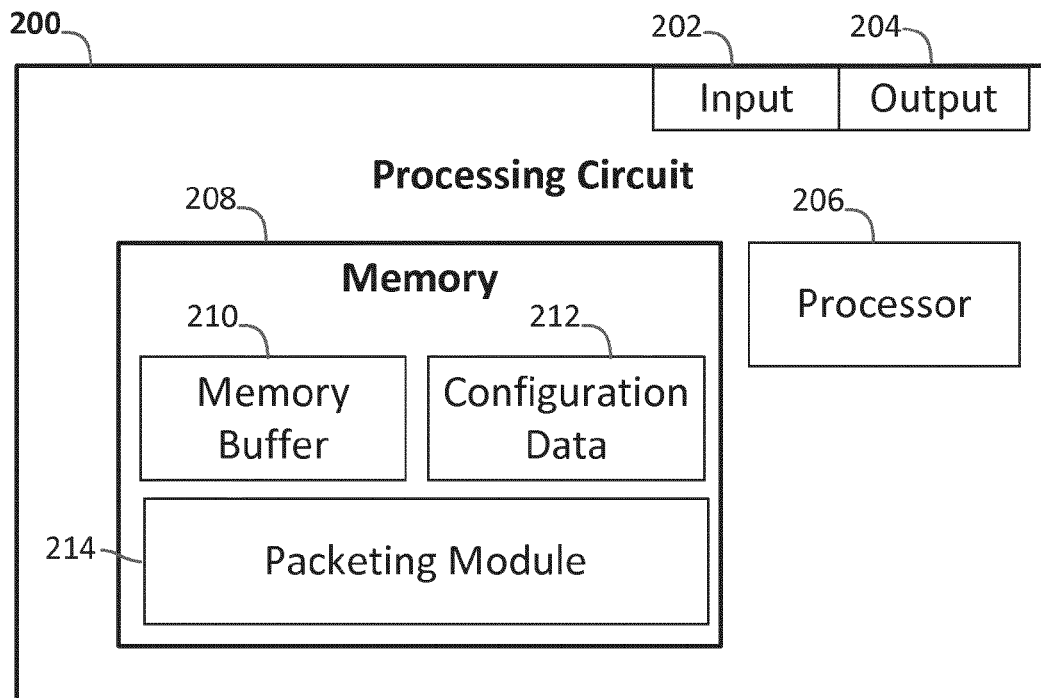 200
202
204
Input
Output
Processing Circuit
208
206
Memory
Processor
210
212
Memory
Buffer
Configuration
Data
214
Packeting Module